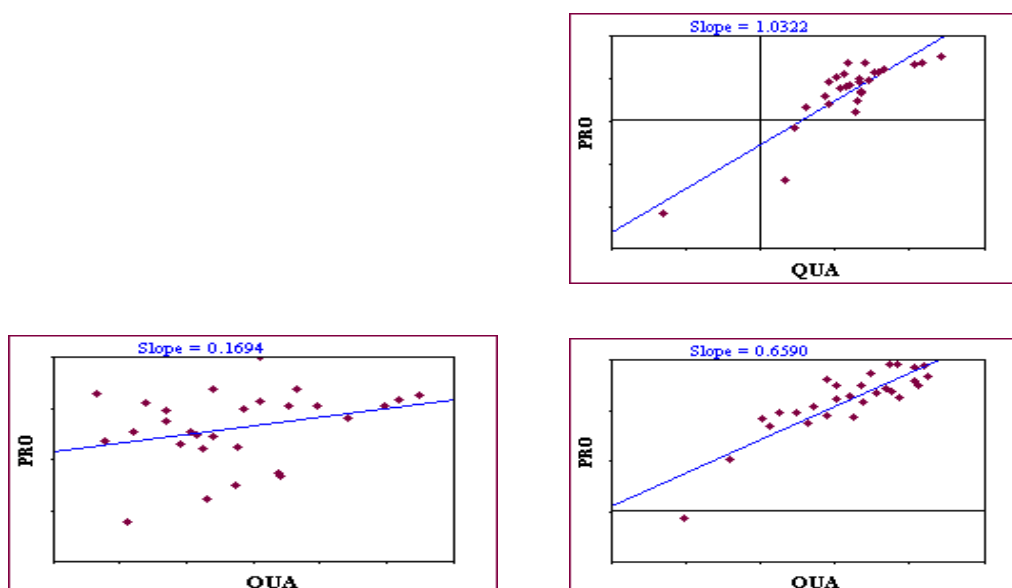 Slope = 1.0322
PRO
QUA
Slope = 0.1694
PRO
QUA
Slope = 0.6590
PRO
QUA